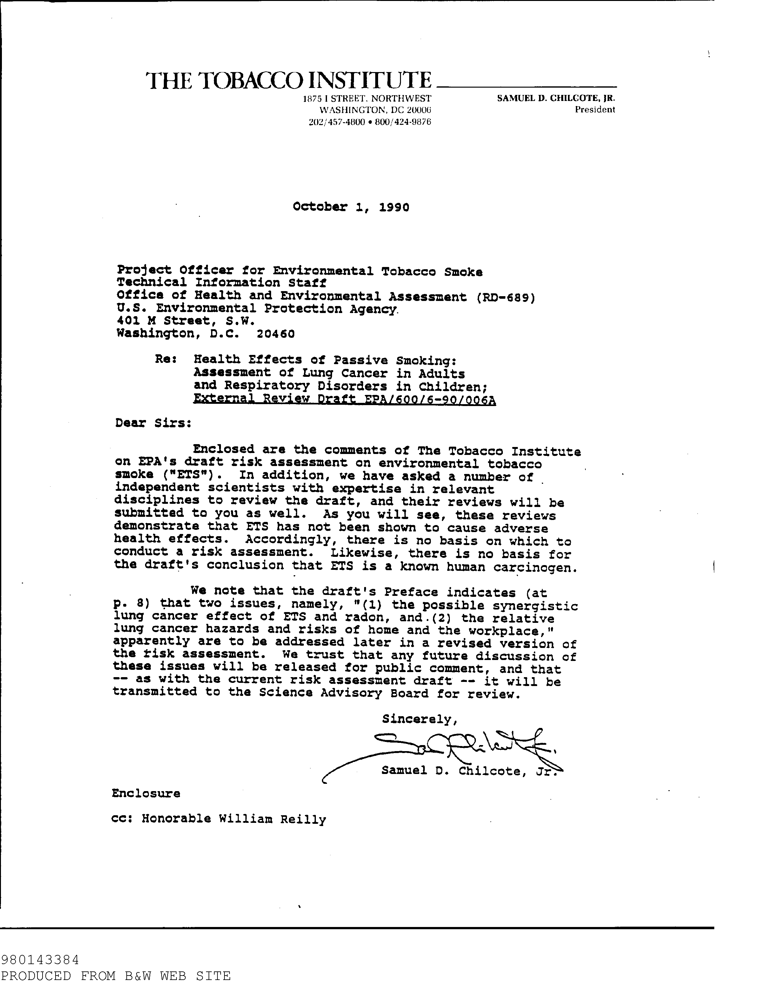 THE TOBACCO INSTITUTE
1875 I STREET, NORTHWEST
WASHINGTON, DC 20006
202/457-4800 • 800/424-9876
SAMUEL D. CHILCOTE, JR.
President
October 1, 1990
Project Officer for Environmental Tobacco Smoke
Technical Information Staff
Office of Health and Environmental Assessment (RD-689)
U.S. Environmental Protection Agency
401 M Street, S.W.
Washington, D.C. 20460
Re: Health Effects of Passive Smoking:
Assessment of Lung Cancer in Adults
and Respiratory Disorders in Children;
External Review Draft EPA/600/6-90/006A
Dear Sirs:
Enclosed are the comments of The Tobacco Institute
on EPA's draft risk assessment on environmental tobacco
smoke ("ETS"). In addition, we have asked a number of
independent scientists with expertise in relevant
disciplines to review the draft, and their reviews will be
submitted to you as well. As you will see, these reviews
demonstrate that ETS has not been shown to cause adverse
health effects. Accordingly, there is no basis on which to
conduct a risk assessment. Likewise, there is no basis for
the draft's conclusion that ETS is a known human carcinogen.
We note that the draft's Preface indicates (at
p. 8) that two issues, namely, "(1) the possible synergistic
lung cancer effect of ETS and radon, and (2) the relative
lung cancer hazards and risks of home and the workplace,"
apparently are to be addressed later in a revised version of
the risk assessment. We trust that any future discussion of
these issues will be released for public comment, and that
-- as with the current risk assessment draft -- it will be
transmitted to the Science Advisory Board for review.
Sincerely,
Samuel D. Chilcote, Jr.
Enclosure
cc: Honorable William Reilly
980143384
PRODUCED FROM B&W WEB SITE